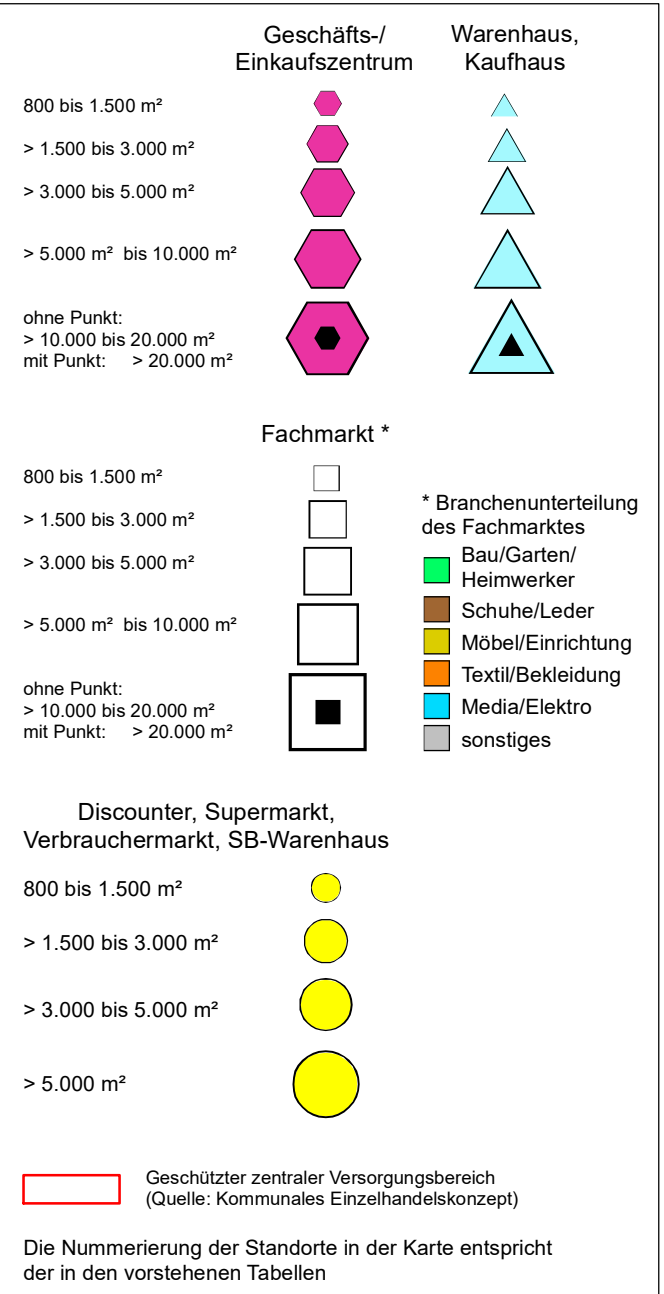 Geschäfts-/
Einkaufszentrum
Warenhaus,
Kaufhaus
800 bis 1.500 m²
> 1.500 bis 3.000 m²
> 3.000 bis 5.000 m²
> 5.000 m² bis 10.000 m²
ohne Punkt:
> 10.000 bis 20.000 m²
mit Punkt: > 20.000 m²
Fachmarkt *
800 bis 1.500 m²
> 1.500 bis 3.000 m²
> 3.000 bis 5.000 m²
> 5.000 m² bis 10.000 m²
ohne Punkt:
> 10.000 bis 20.000 m²
mit Punkt: > 20.000 m²
* Branchenunterteilung
des Fachmarktes
Bau/Garten/
Heimwerker
Schuhe/Leder
Möbel/Einrichtung
Textil/Bekleidung
Media/Elektro
sonstiges
Discounter, Supermarkt,
Verbrauchermarkt, SB-Warenhaus
800 bis 1.500 m²
> 1.500 bis 3.000 m²
> 3.000 bis 5.000 m²
> 5.000 m²
Geschützter zentraler Versorgungsbereich
(Quelle: Kommunales Einzelhandelskonzept)
Die Nummerierung der Standorte in der Karte entspricht
der in den vorstehenen Tabellen